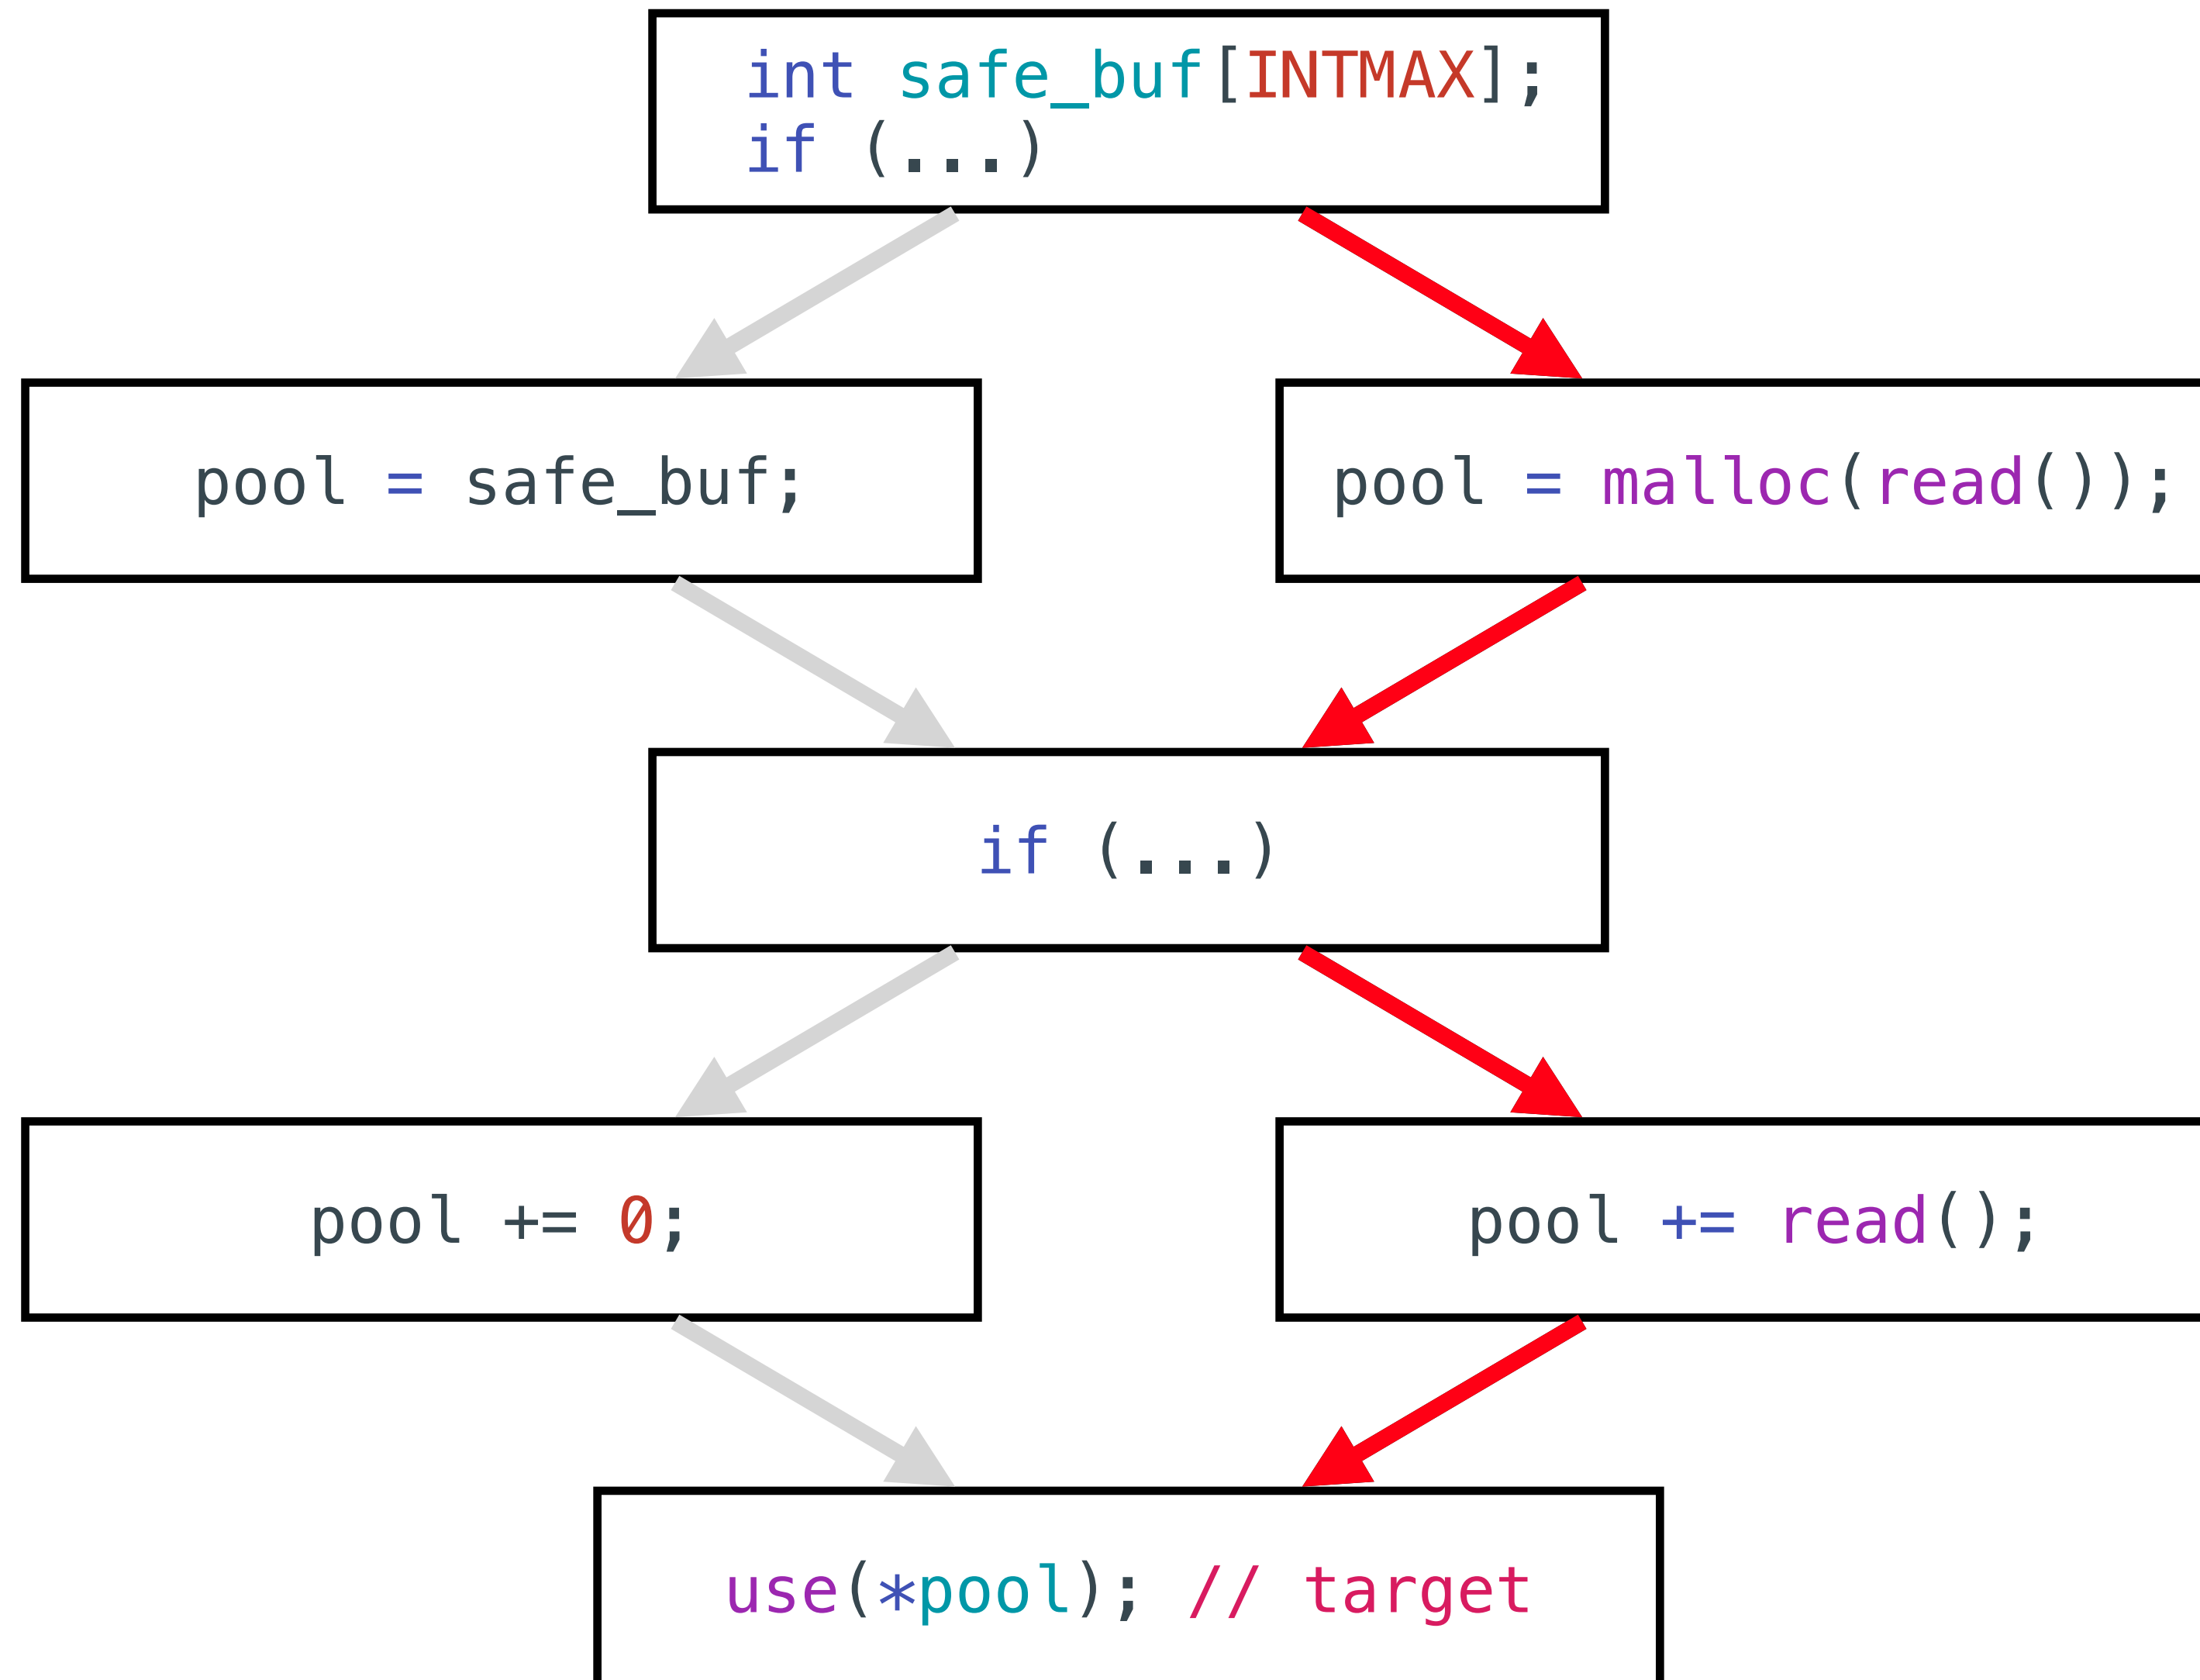 int safe_buf[INTMAX];
if (...)
pool = safe_buf;
pool = malloc(read());
if (...)
pool += 0;
pool += read();
use(*pool); // target